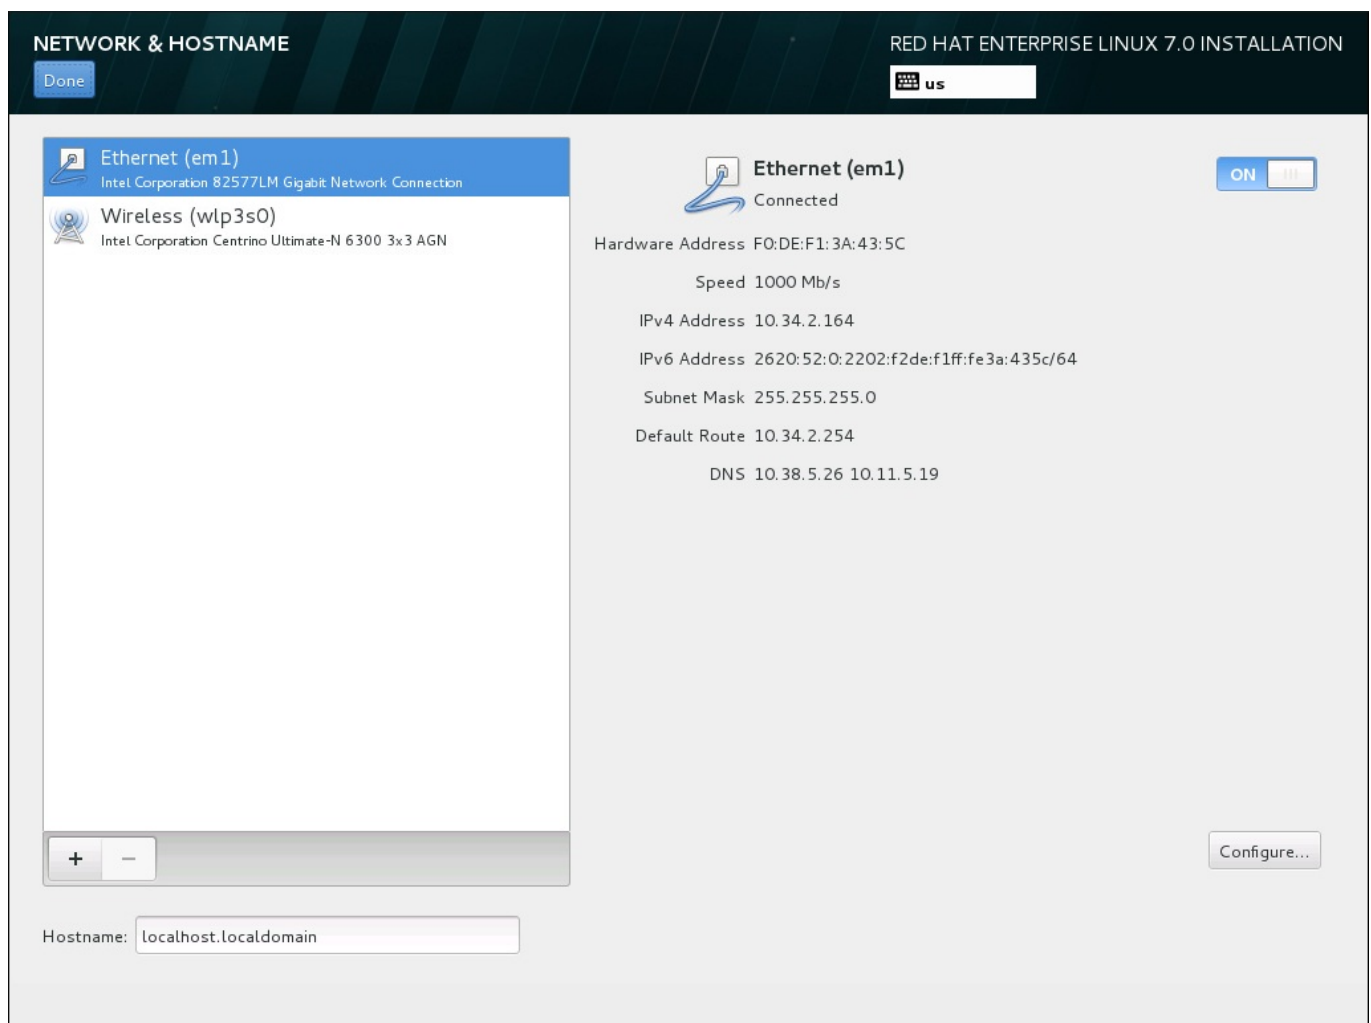 NETWORK & HOSTNAME
RED HAT ENTERPRISE LINUX 7.0 INSTALLATION
Done
us
Ethernet (em1)
Intel Corporation 82577LM Gigabit Network Connection
Wireless (wlp3s0)
Intel Corporation Centrino Ultimate-N 6300 3x3 AGN
Ethernet (em1)
Connected
ON
Hardware Address F0:DE:F1:3A:43:5C
Speed 1000 Mb/s
IPv4 Address 10.34.2.164
IPv6 Address 2620:52:0:2202:f2de:f1ff:fe3a:435c/64
Subnet Mask 255.255.255.0
Default Route 10.34.2.254
DNS 10.38.5.26 10.11.5.19
+ −
Configure...
Hostname: localhost.localdomain